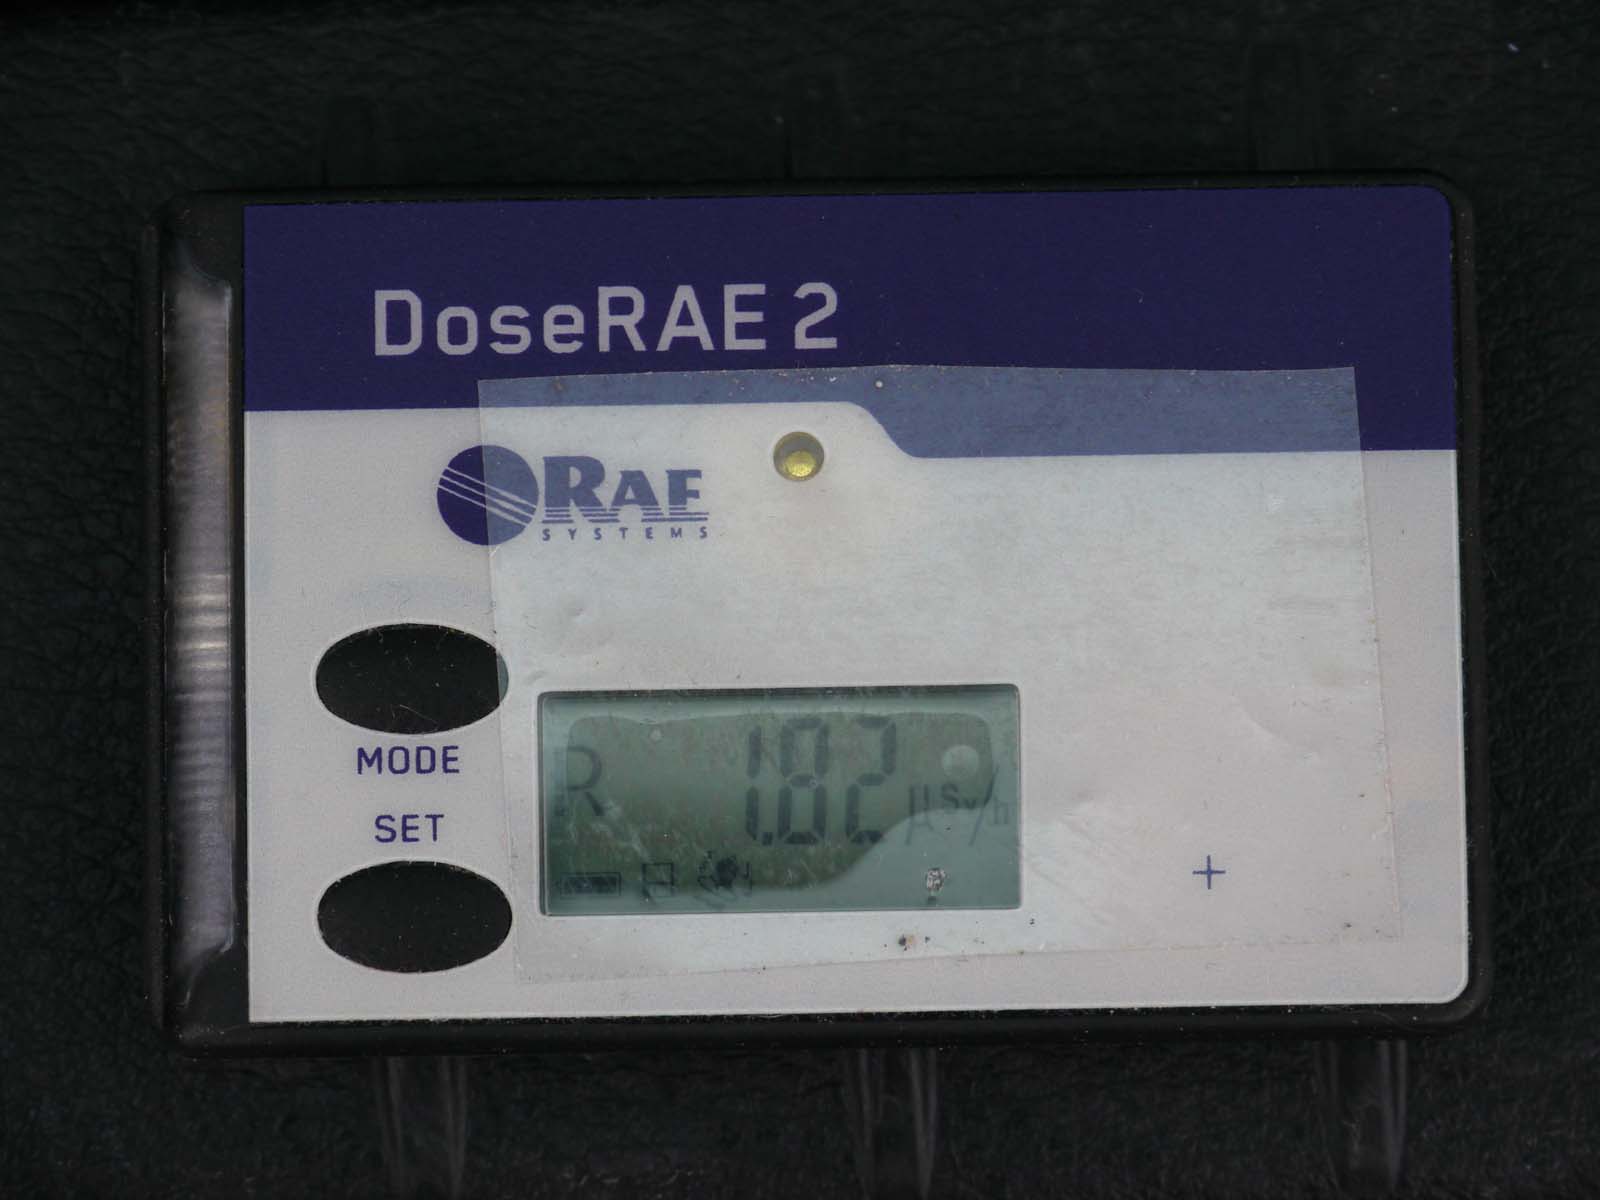 DoseRAE 2
RAE
SYSTEMS
MODE
SET
R 1.82 µSv/h
+